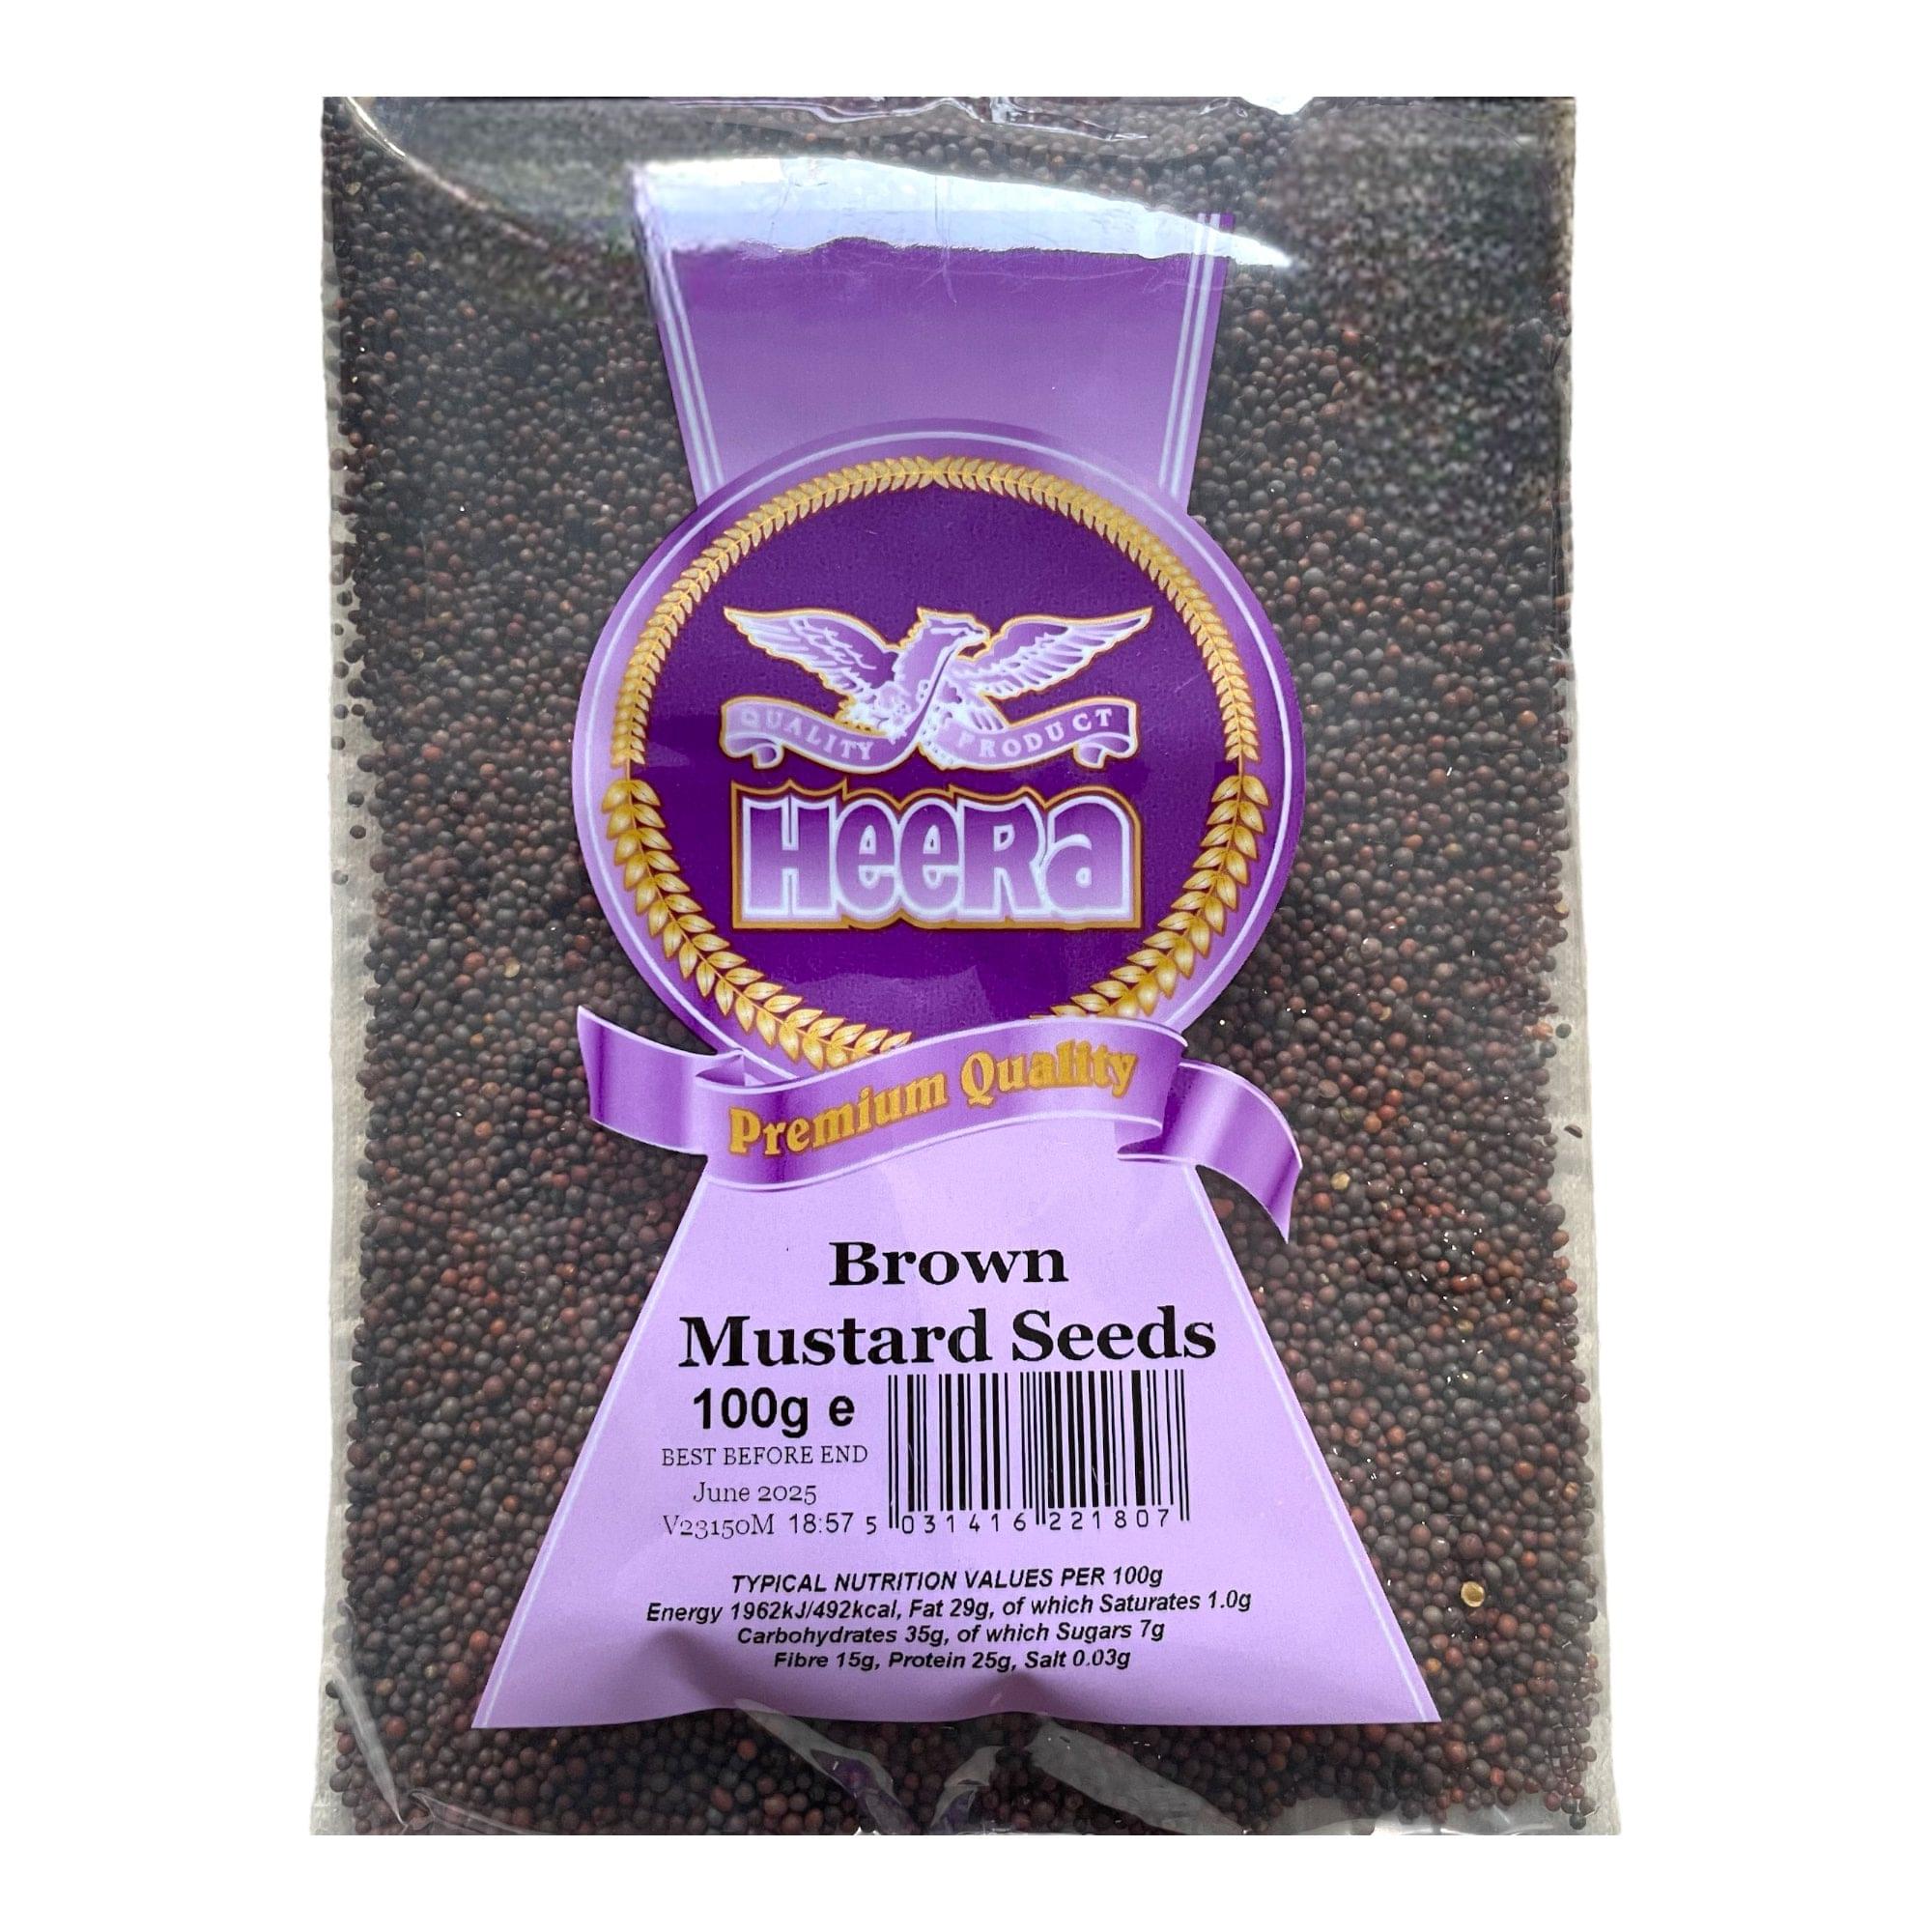 QUALITY PRODUCT
HeeRa
Premium Quality
Brown
Mustard Seeds
100g e
BEST BEFORE END
June 2025
V23150M 18:57
5 031416 221807
TYPICAL NUTRITION VALUES PER 100g
Energy 1962kJ/492kcal, Fat 29g, of which Saturates 1.0g
Carbohydrates 35g, of which Sugars 7g
Fibre 15g, Protein 25g, Salt 0.03g